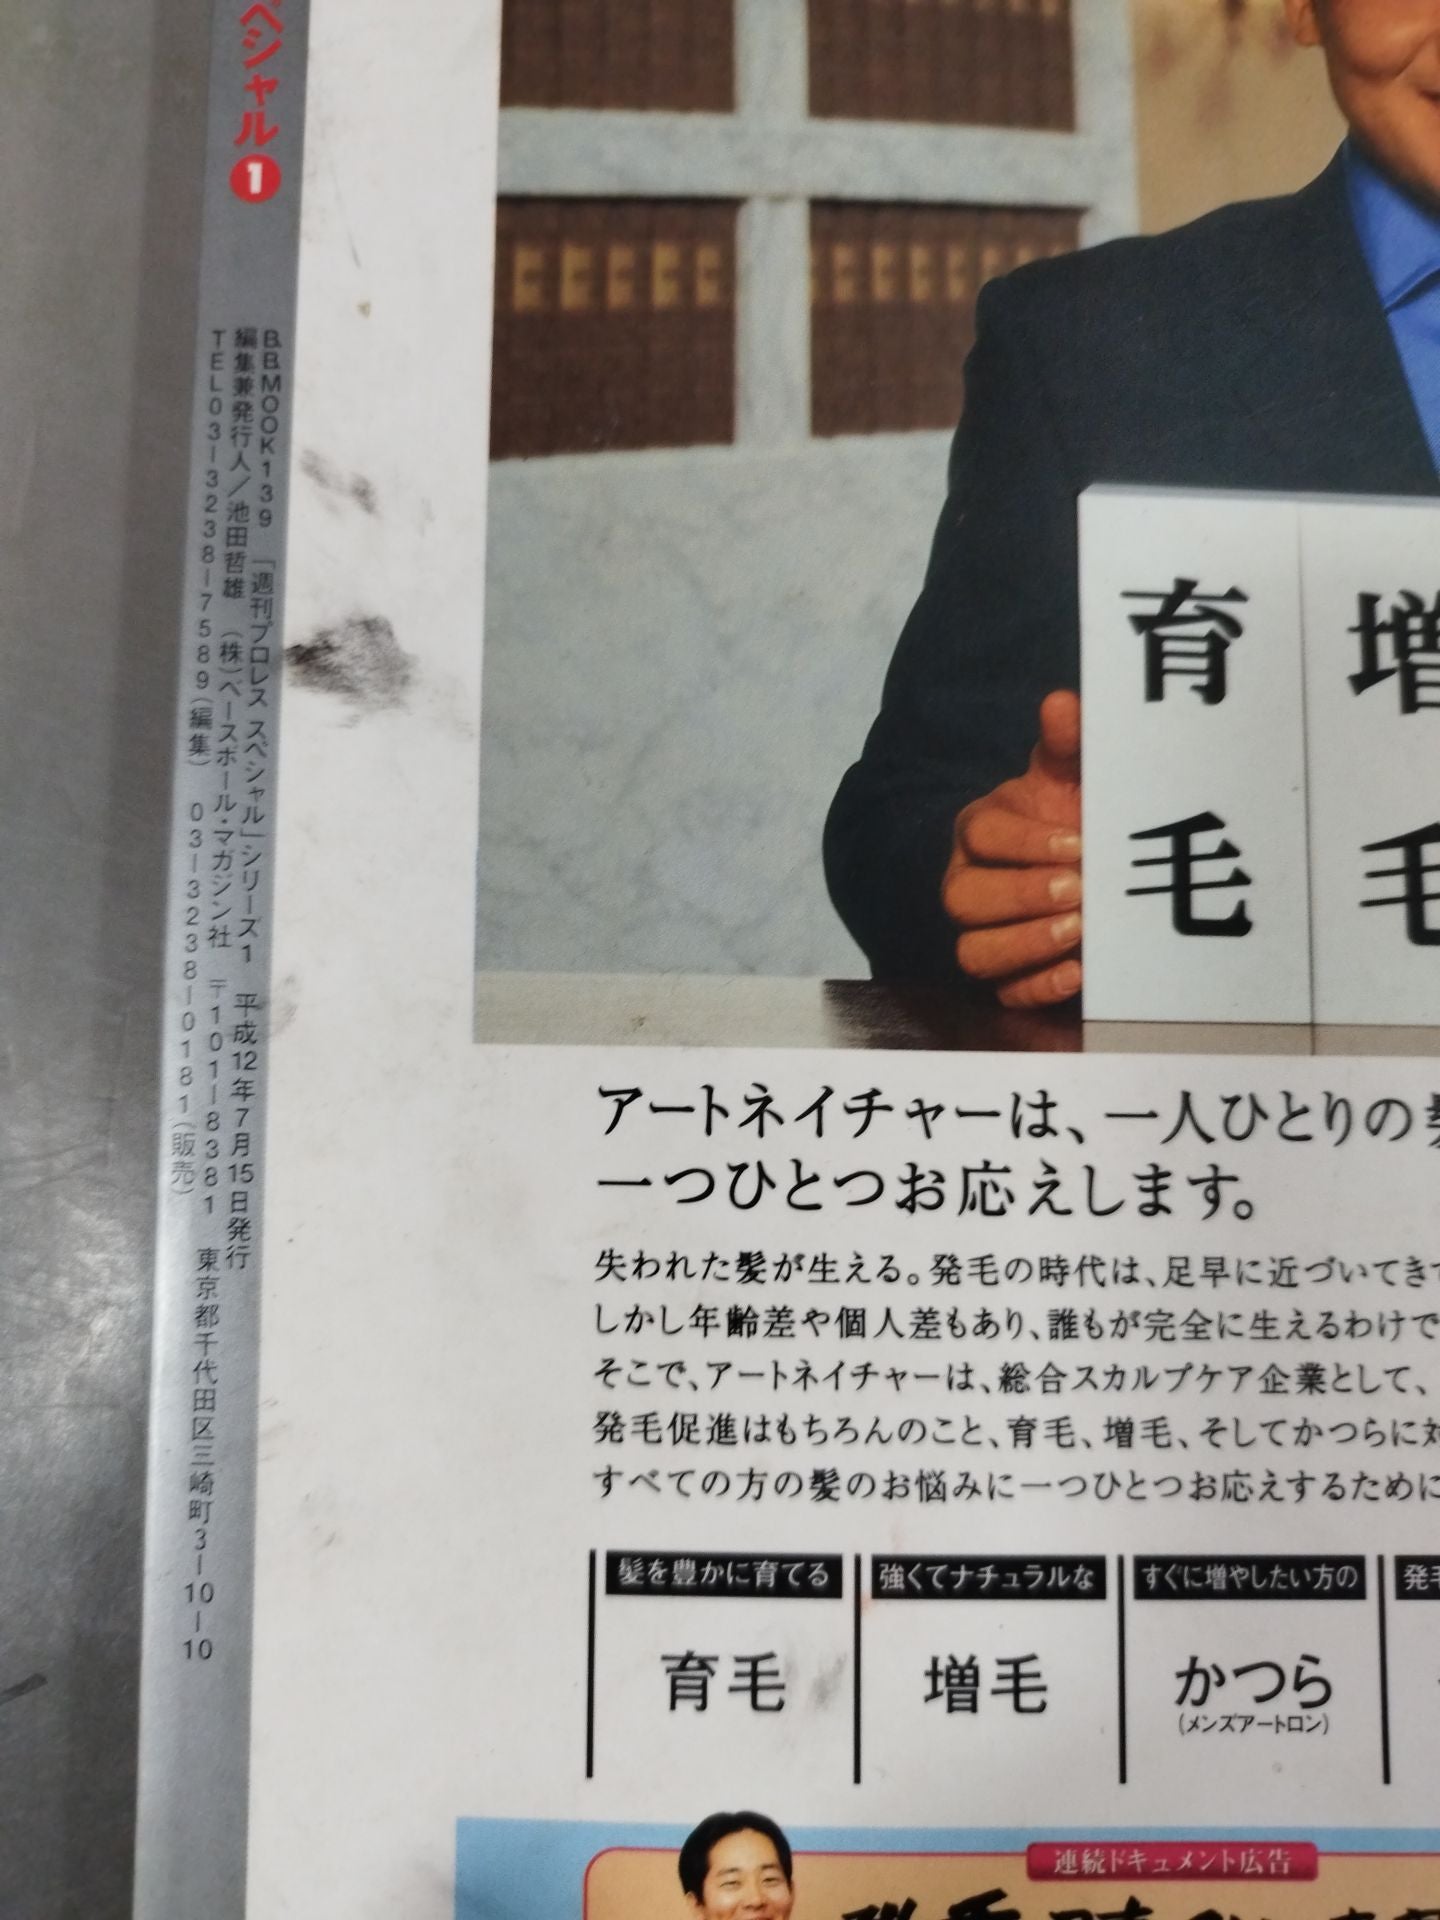 ペシャル1
B.B.MOOK139 「週刊プロレス スペシャル」シリーズ1 平成12年7月15日発行
編集兼発行人／池田哲雄 (株)ベースボール・マガジン社 〒101-8381 東京都千代田区三崎町3-10-10
TEL03-3238-7589(編集) 03-3238-0181(販売)
育毛
増毛
アートネイチャーは、一人ひとりの髪
一つひとつお応えします。
失われた髪が生える。発毛の時代は、足早に近づいてきて
しかし年齢差や個人差もあり、誰もが完全に生えるわけで
そこで、アートネイチャーは、総合スカルプケア企業として、
発毛促進はもちろんのこと、育毛、増毛、そしてかつらに対
すべての方の髪のお悩みに一つひとつお応えするために
髪を豊かに育てる
育毛
強くてナチュラルな
増毛
すぐに増やしたい方の
かつら
(メンズアートロン)
発毛
連続ドキュメント広告